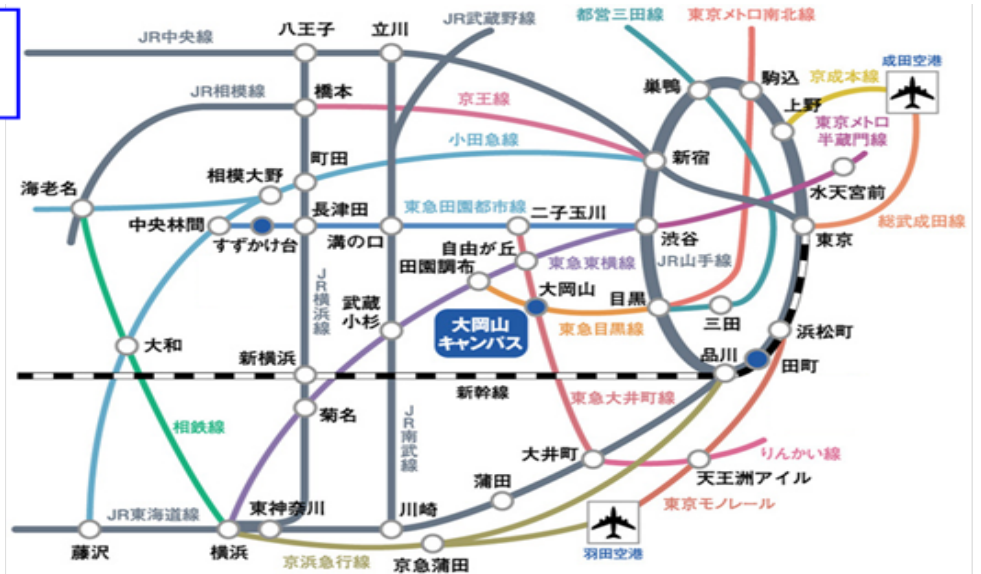 JR武蔵野線
都営三田線
東京メトロ南北線
JR中央線
八王子
立川
巣鴨
駒込
京成本線
成田空港
JR相模線
橋本
京王線
上野
東京メトロ
半蔵門線
小田急線
町田
新宿
相模大野
水天宮前
海老名
中央林間
すずかけ台
長津田
溝の口
東急田園都市線
二子玉川
渋谷
東京
総武成田線
自由が丘
田園調布
東急東横線
JR山手線
JR横浜線
武蔵
小杉
大岡山
目黒
三田
大岡山
キャンパス
東急目黒線
浜松町
大和
新横浜
品川
田町
新幹線
菊名
東急大井町線
相鉄線
JR南武線
大井町
りんかい線
天王洲アイル
蒲田
東京モノレール
JR東海道線
東神奈川
川崎
藤沢
横浜
京浜急行線
京急蒲田
羽田空港